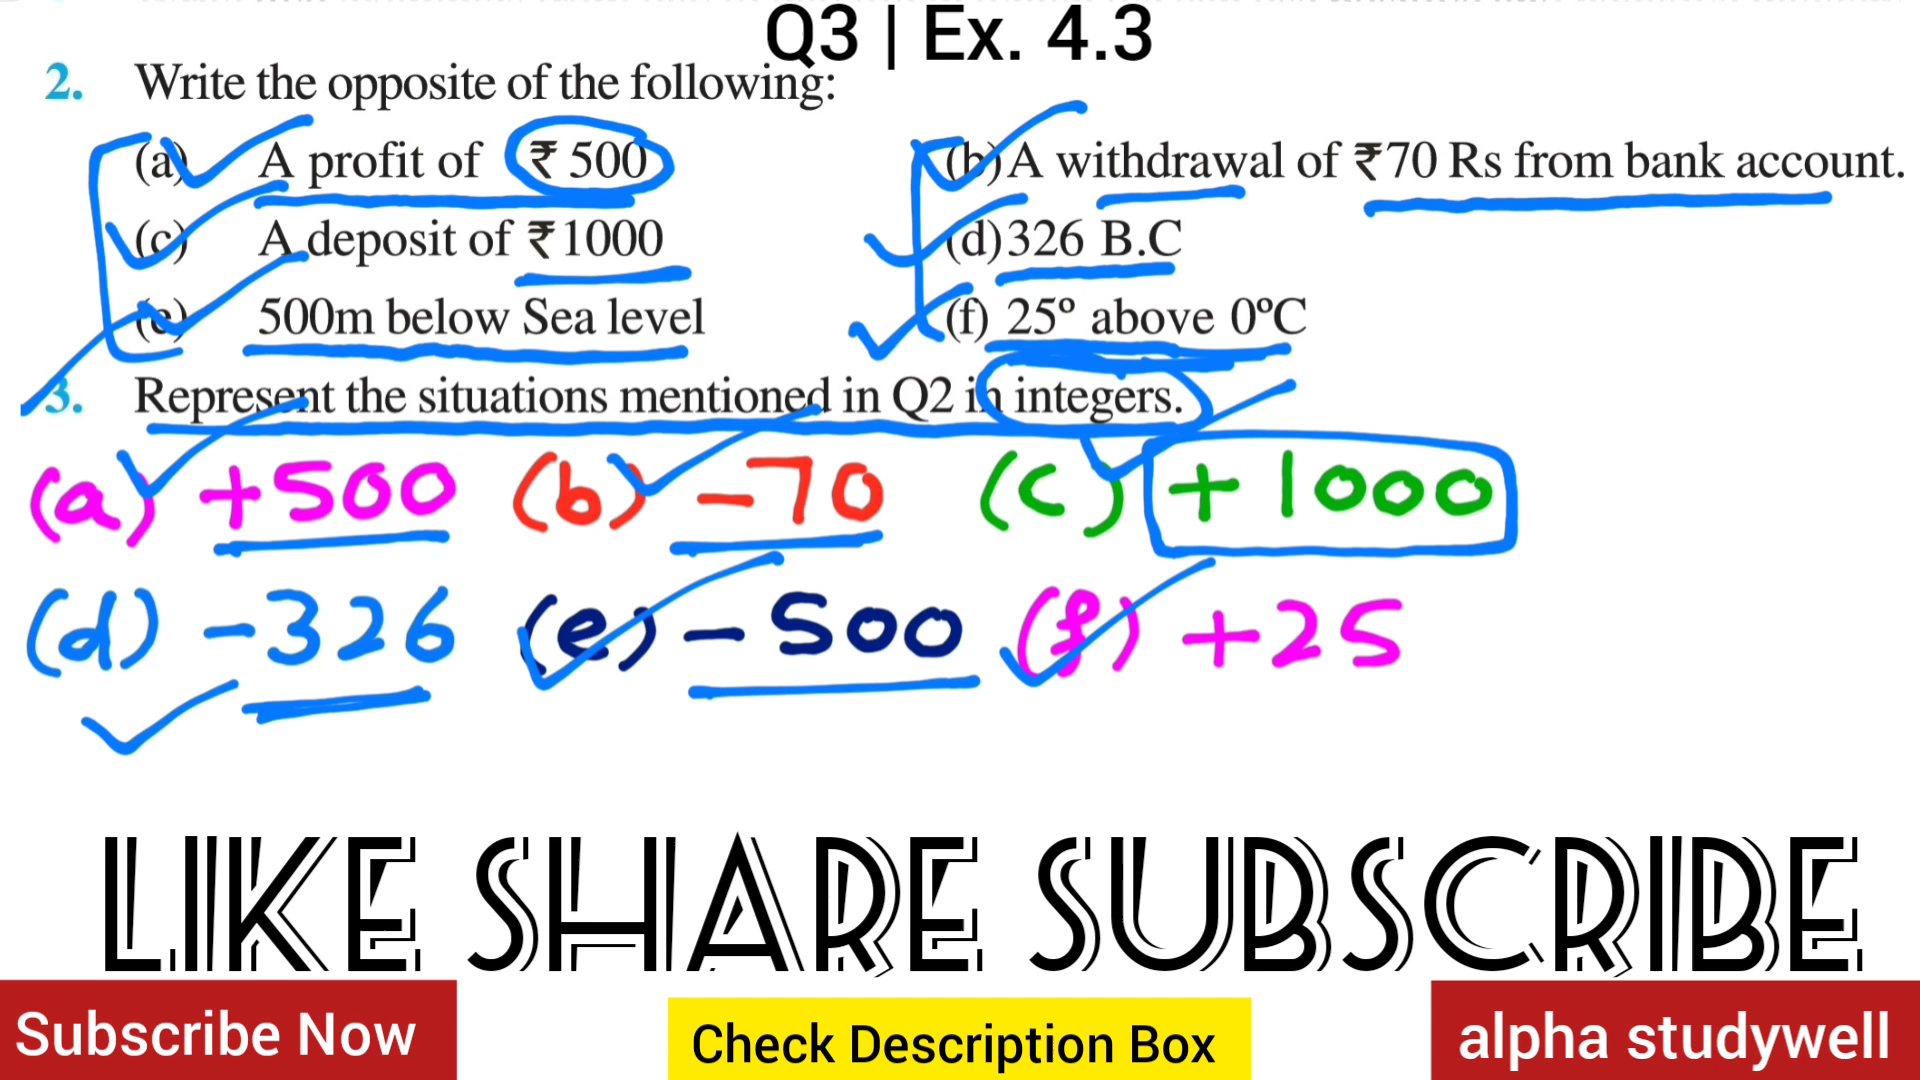 Q3 | Ex. 4.3
2. Write the opposite of the following:
(a) A profit of ₹ 500 (b) A withdrawal of ₹70 Rs from bank account.
(c) A deposit of ₹1000 (d) 326 B.C
(e) 500m below Sea level (f) 25º above 0ºC
3. Represent the situations mentioned in Q2 in integers.
(a) +500 (b) -70 (c) +1000
(d) -326 (e) -500 (f) +25
LIKE SHARE SUBSCRIBE
Subscribe Now Check Description Box alpha studywell